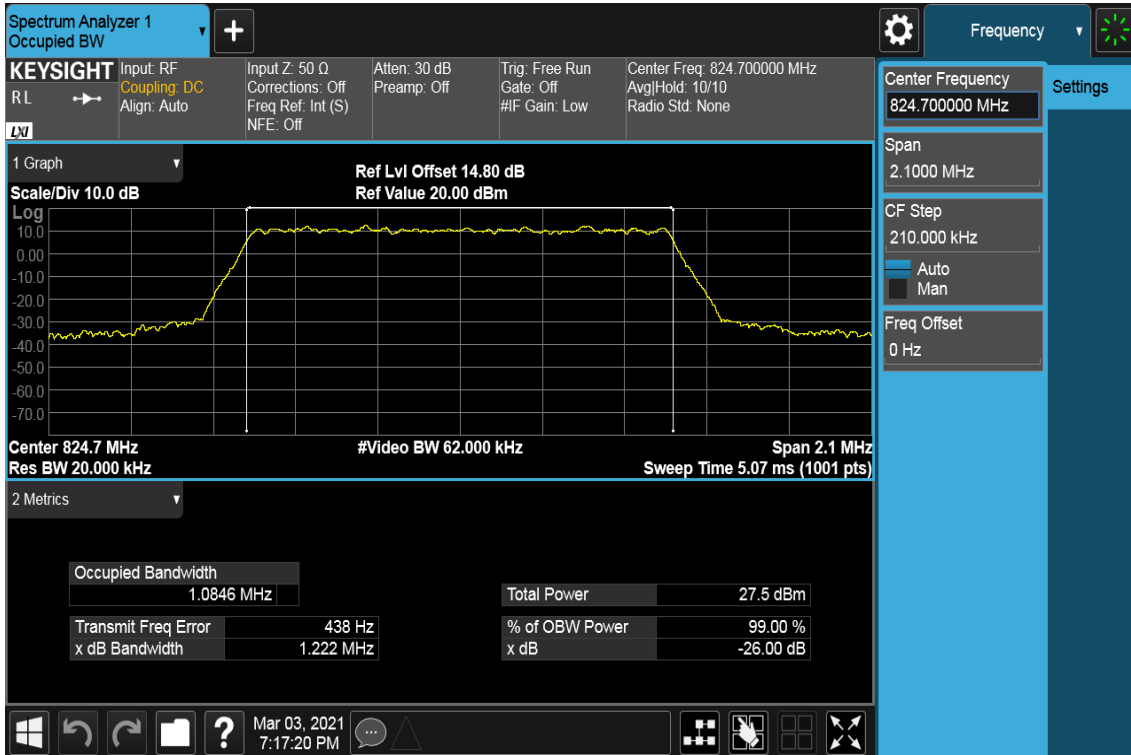 Spectrum Analyzer 1
Occupied BW
+
Frequency
KEYSIGHT
RL
LXI
Input: RF
Coupling: DC
Align: Auto
Input Z: 50 Ω
Corrections: Off
Freq Ref: Int (S)
NFE: Off
Atten: 30 dB
Preamp: Off
Trig: Free Run
Gate: Off
#IF Gain: Low
Center Freq: 824.700000 MHz
Avg|Hold: 10/10
Radio Std: None
Center Frequency
824.700000 MHz
Settings
Span
2.1000 MHz
CF Step
210.000 kHz
Auto
Man
Freq Offset
0 Hz
1 Graph
Scale/Div 10.0 dB
Ref Lvl Offset 14.80 dB
Ref Value 20.00 dBm
Log
10.0
0.00
-10.0
-20.0
-30.0
-40.0
-50.0
-60.0
-70.0
Center 824.7 MHz
#Video BW 62.000 kHz
Span 2.1 MHz
Res BW 20.000 kHz
Sweep Time 5.07 ms (1001 pts)
2 Metrics
Occupied Bandwidth
1.0846 MHz
Total Power 27.5 dBm
Transmit Freq Error 438 Hz
% of OBW Power 99.00 %
x dB Bandwidth 1.222 MHz
x dB -26.00 dB
?
Mar 03, 2021
7:17:20 PM